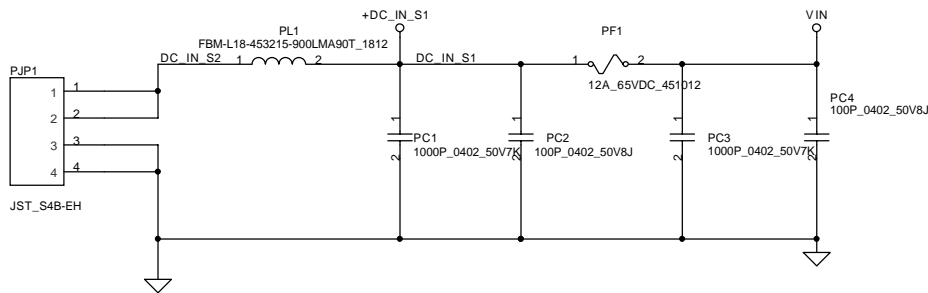 +DC_IN_S1
VIN
PL1
FBM-L18-453215-900LMA90T_1812
PF1
DC_IN_S2
1
2
DC_IN_S1
1
2
12A_65VDC_451012
PJP1
1
1
2
2
3
3
4
4
JST_S4B-EH
1
PC1
1000P_0402_50V7K
2
1
PC2
100P_0402_50V8J
2
1
PC3
1000P_0402_50V7K
2
PC4
100P_0402_50V8J
1
2